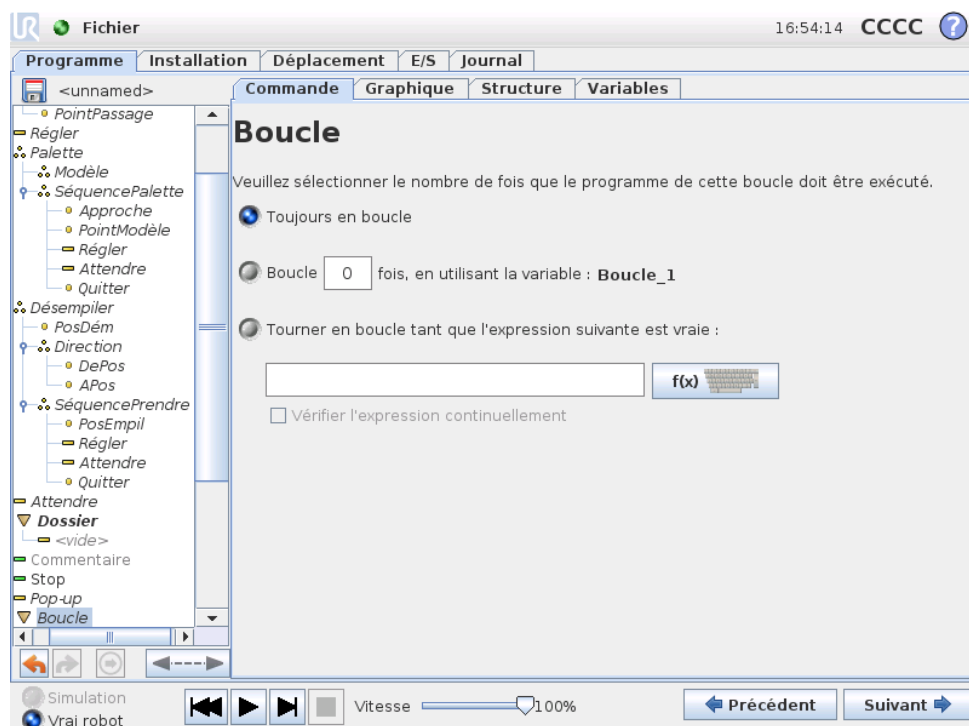 UR Fichier 16:54:14 CCCC ?
Programme Installation Déplacement E/S Journal
<unnamed>
Commande Graphique Structure Variables
PointPassage
Régler
Palette
Modèle
SéquencePalette
Approche
PointModèle
Régler
Attendre
Quitter
Désempiler
PosDém
Direction
DePos
APos
SéquencePrendre
PosEmpil
Régler
Attendre
Quitter
Attendre
Dossier
<vide>
Commentaire
Stop
Pop-up
Boucle
Boucle
Veuillez sélectionner le nombre de fois que le programme de cette boucle doit être exécuté.
Toujours en boucle
Boucle 0 fois, en utilisant la variable : Boucle_1
Tourner en boucle tant que l'expression suivante est vraie :
f(x)
Vérifier l'expression continuellement
Simulation
Vrai robot
Vitesse 100%
Précédent Suivant